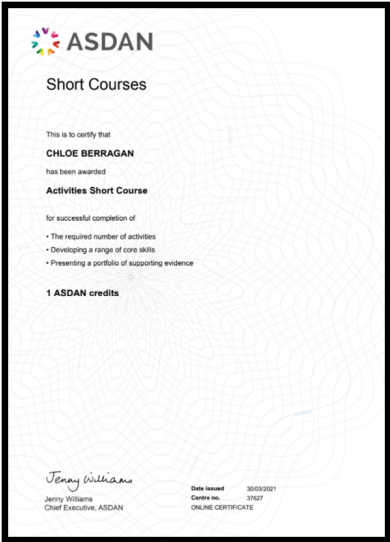 ASDAN
Short Courses
This is to certify that
CHLOE BERRAGAN
has been awarded
Activities Short Course
for successful completion of
• The required number of activities
• Developing a range of core skills
• Presenting a portfolio of supporting evidence
1 ASDAN credits
Jenny Williams
Jenny Williams
Chief Executive, ASDAN
Date issued 30/03/2021
Centre no. 37627
ONLINE CERTIFICATE